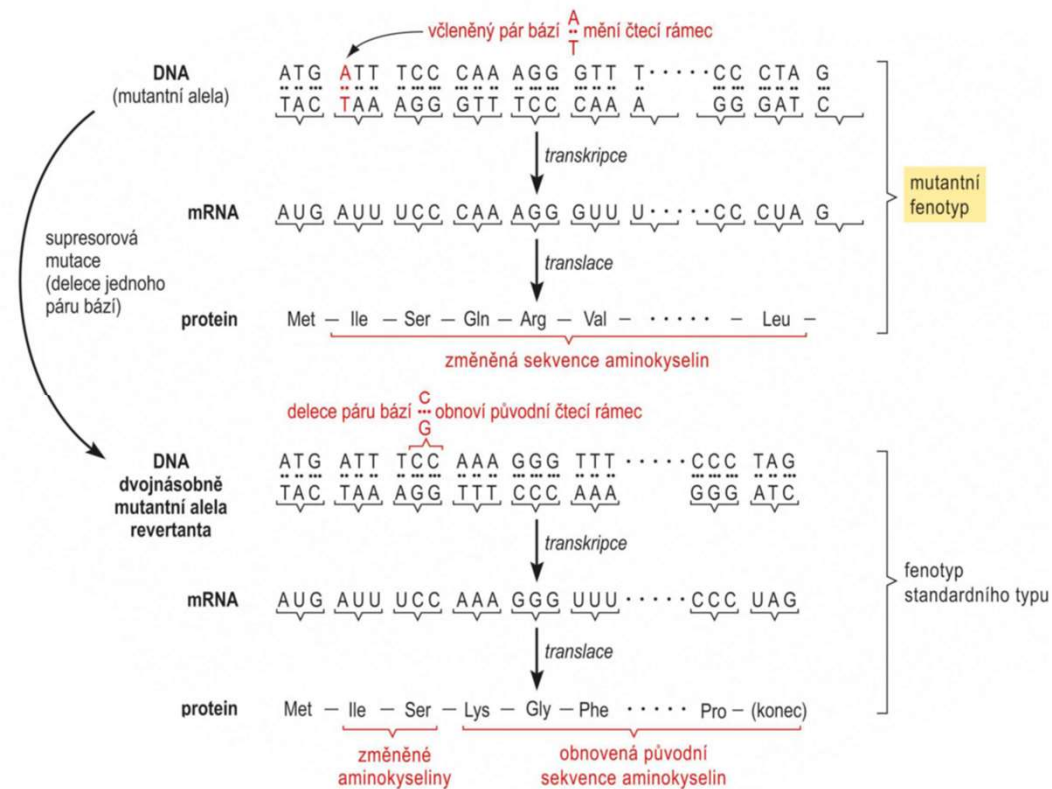 včleněný pár bází A mění čtecí rámec
T
DNA ATG ATT TCC CAA AGG GTT T · · · · · CC CTAG
(mutantní alela) TAC TAA AGG GTT TCC CAA A GG GAT C
transkripce
mutantní
fenotyp
mRNA AUG AUU UCC CAA AGG GUU U · · · · · CC CUA G
supresorová
mutace
(delece jednoho
páru bází)
translace
protein Met – Ile – Ser – Gln – Arg – Val – · · · · · – Leu –
změněná sekvence aminokyselin
C
delece páru bází obnoví původní čtecí rámec
G
DNA ATG ATT TCC AAA GGG TTT · · · · · CCC TAG
dvojnásobně TAC TAA AGG TTT CCC AAA GGG ATC
mutantní alela
revertanta
transkripce
fenotyp
standardního typu
mRNA AUG AUU UCC AAA GGG UUU · · · · · CCC UAG
translace
protein Met – Ile – Ser – Lys – Gly – Phe · · · · · Pro – (konec)
změněné
aminokyseliny
obnovená původní
sekvence aminokyselin